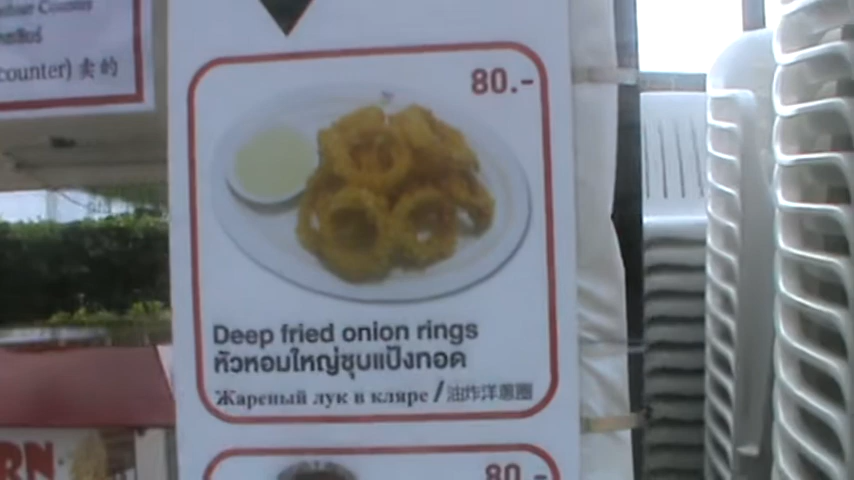 counter) 卖的
80.-
Deep fried onion rings
หัวหอมใหญ่ชุบแป้งทอด
Жареный лук в кляре / 油炸洋葱圈
80.-
RN